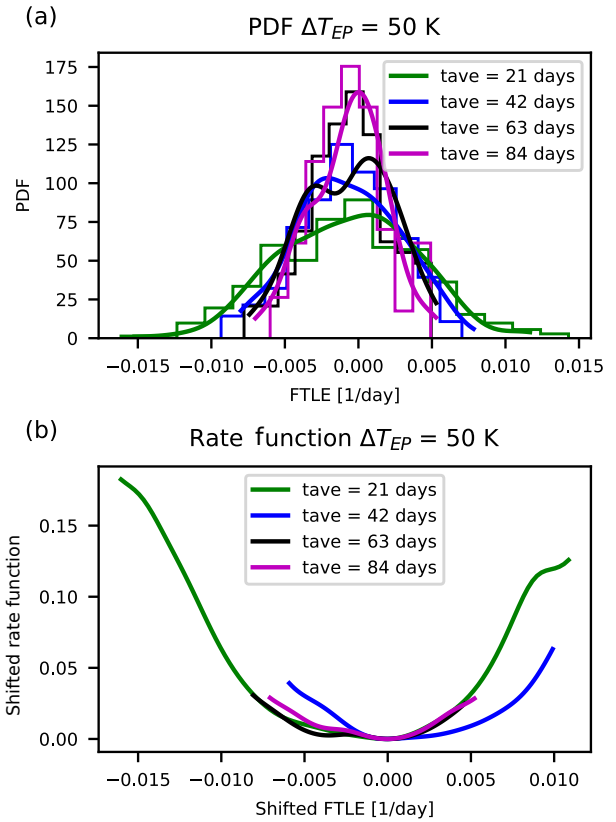 (a)
PDF ΔT_EP = 50 K
tave = 21 days
tave = 42 days
tave = 63 days
tave = 84 days
175
150
125
100
75
50
25
0
PDF
−0.015 −0.010 −0.005 0.000 0.005 0.010 0.015
FTLE [1/day]
(b)
Rate function ΔT_EP = 50 K
tave = 21 days
tave = 42 days
tave = 63 days
tave = 84 days
0.15
0.10
0.05
0.00
Shifted rate function
−0.015 −0.010 −0.005 0.000 0.005 0.010
Shifted FTLE [1/day]